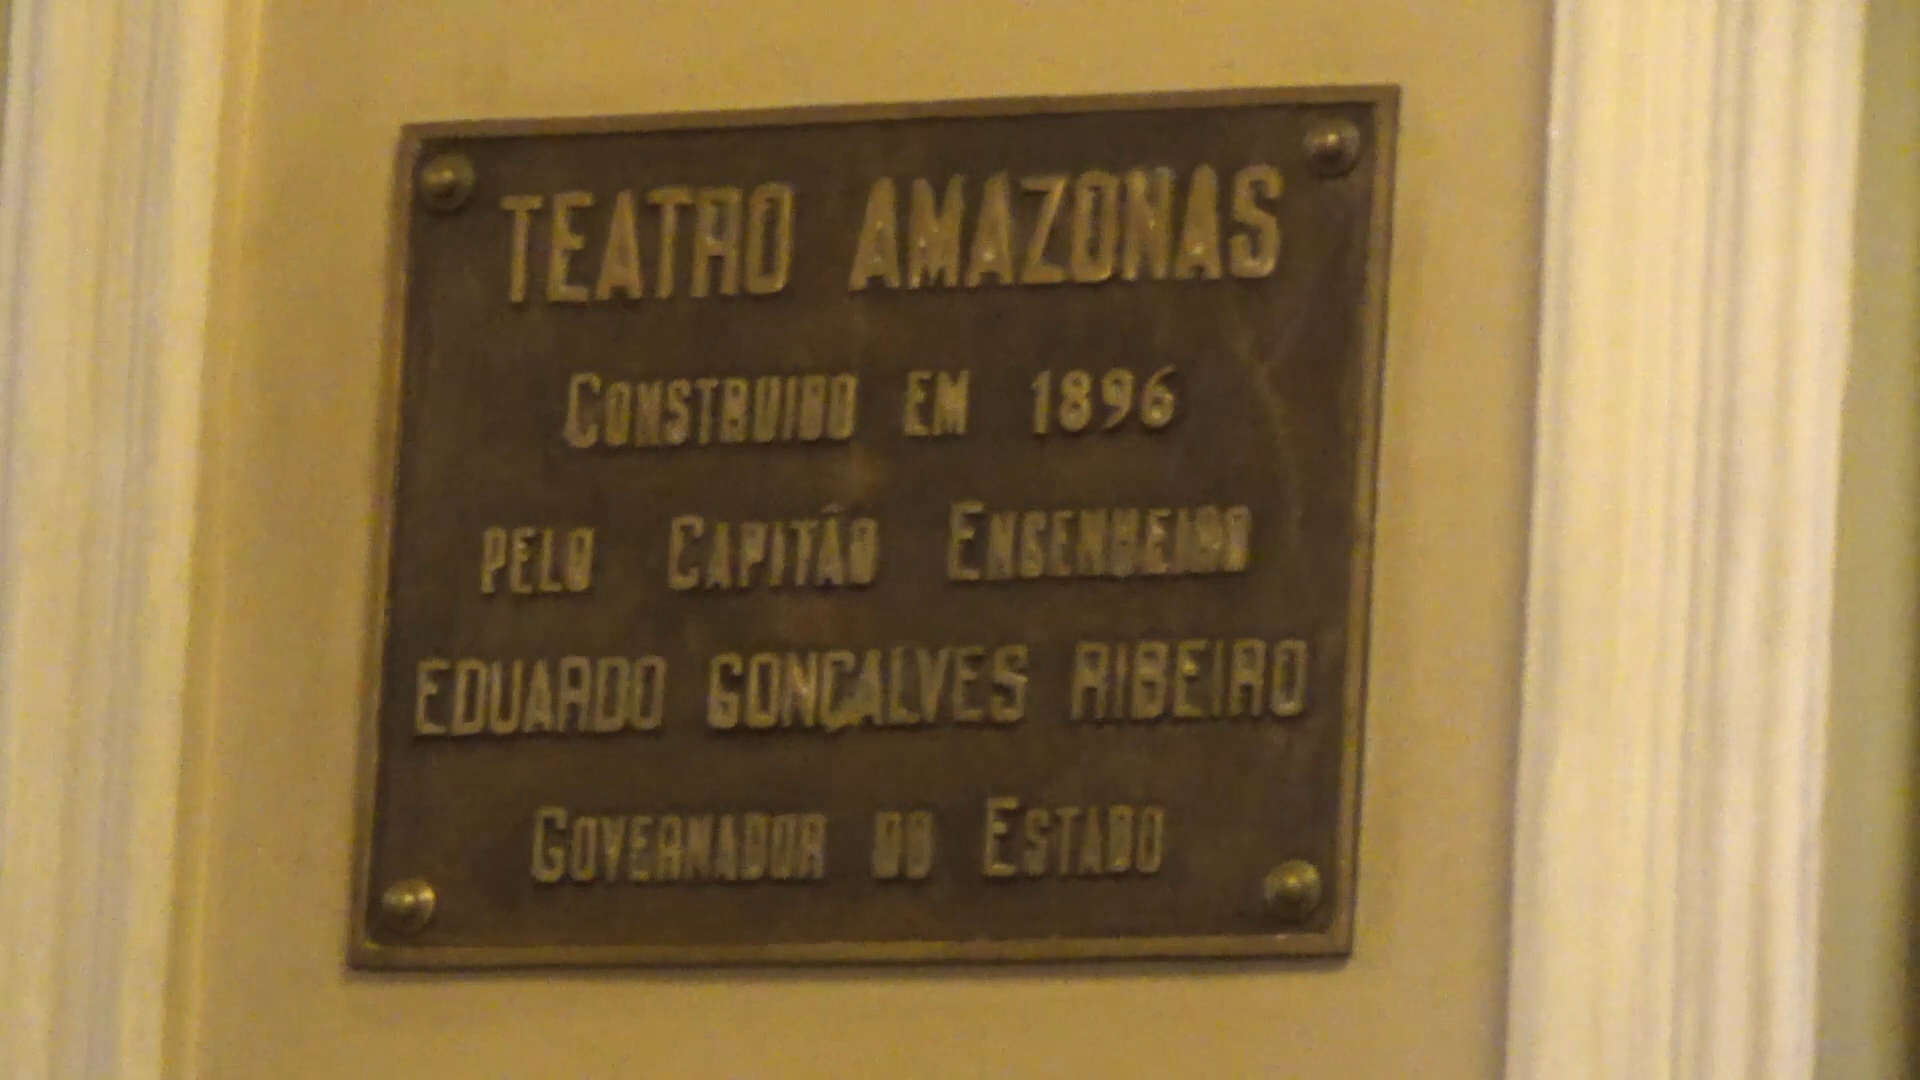 TEATRO AMAZONAS
CONSTRUIDO EM 1896
PELO CAPITÃO ENGENHEIRO
EDUARDO GONÇALVES RIBEIRO
GOVERNADOR DO ESTADO